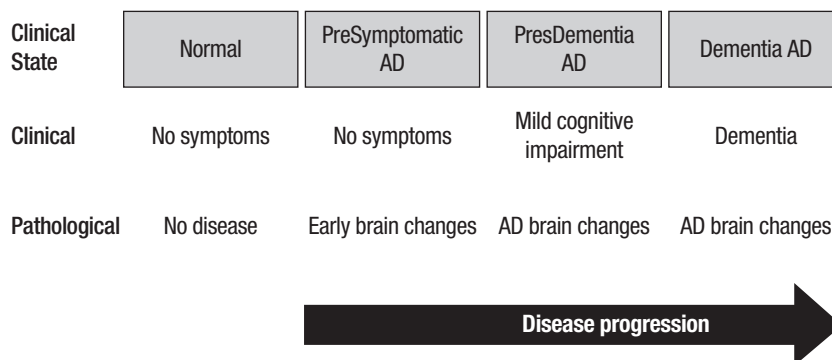 Clinical
State
Normal
PreSymptomatic
AD
PresDementia
AD
Dementia AD
Clinical
No symptoms
No symptoms
Mild cognitive
impairment
Dementia
Pathological
No disease
Early brain changes
AD brain changes
AD brain changes
Disease progression